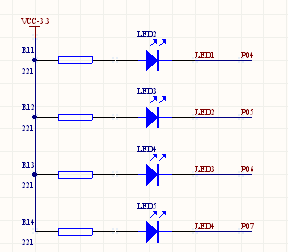 VCC-3.3
LED2
R11
LED1 P04
221
LED3
R12
LED2 P05
221
LED4
R13
LED3 P06
221
LED5
R14
LED4 P07
221